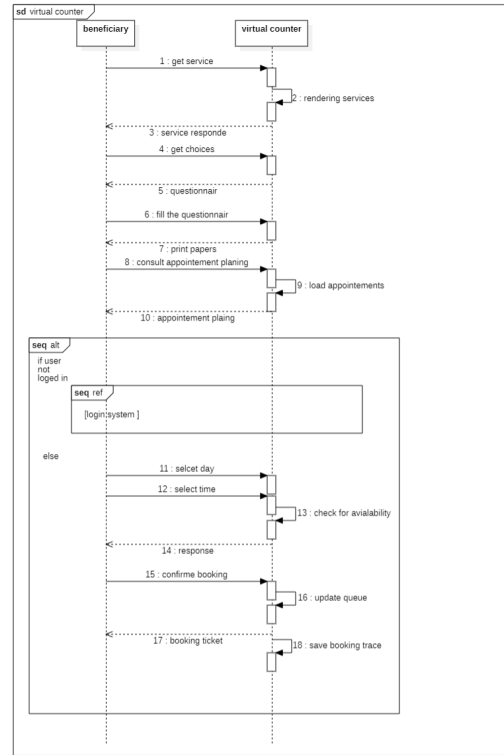 sd virtual counter
beneficiary
virtual counter
1 : get service
2 : rendering services
3 : service responde
4 : get choices
5 : questionnair
6 : fill the questionnair
7 : print papers
8 : consult appointement planing
9 : load appointements
10 : appointement plaing
seq alt
if user
not
loged in
seq ref
[login system ]
else
11 : selcet day
12 : select time
13 : check for avialability
14 : response
15 : confirme booking
16 : update queue
17 : booking ticket
18 : save booking trace